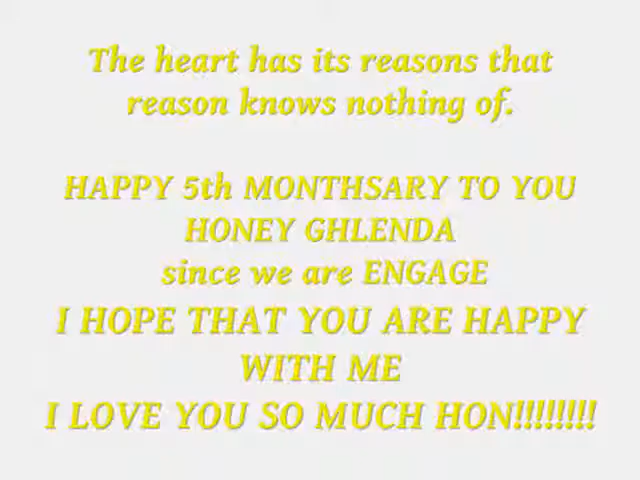 The heart has its reasons that
reason knows nothing of.
HAPPY 5th MONTHSARY TO YOU
HONEY GHLENDA
since we are ENGAGE
I HOPE THAT YOU ARE HAPPY
WITH ME
I LOVE YOU SO MUCH HON!!!!!!!!